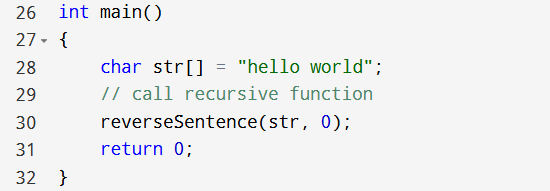 26 int main()
27 {
28     char str[] = "hello world";
29     // call recursive function
30     reverseSentence(str, 0);
31     return 0;
32 }